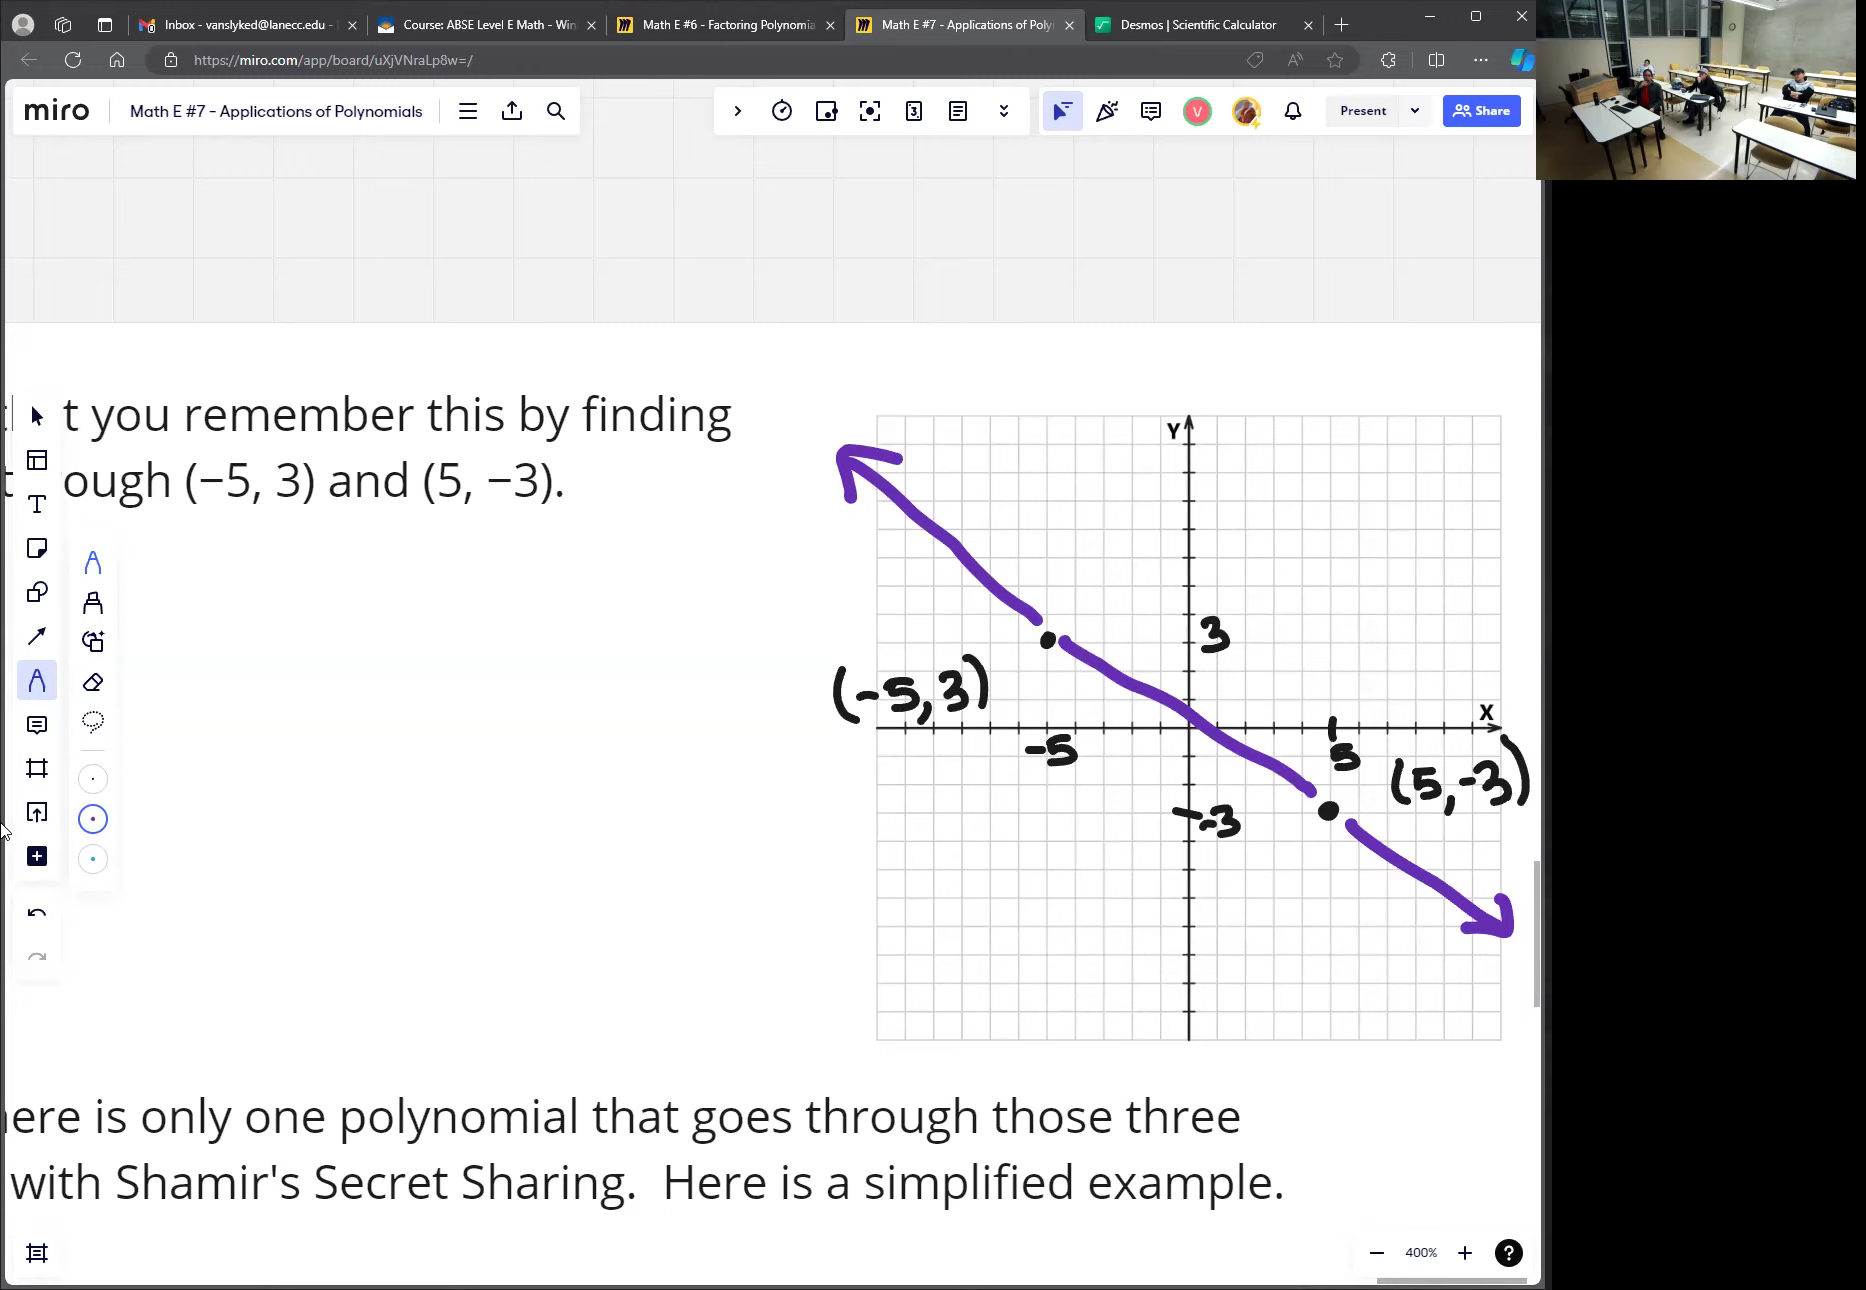 Inbox - vanslyked@lanecc.edu -
Course: ABSE Level E Math - Win
Math E #6 - Factoring Polynomia
Math E #7 - Applications of Poly
Desmos | Scientific Calculator
https://miro.com/app/board/uXjVNraLp8w=/
miro
Math E #7 - Applications of Polynomials
3
V
Present
Share
t you remember this by finding
ough (−5, 3) and (5, −3).
Y
3
(-5, 3)
X
-5
5
(5, -3)
-3
here is only one polynomial that goes through those three
with Shamir's Secret Sharing. Here is a simplified example.
400%
?